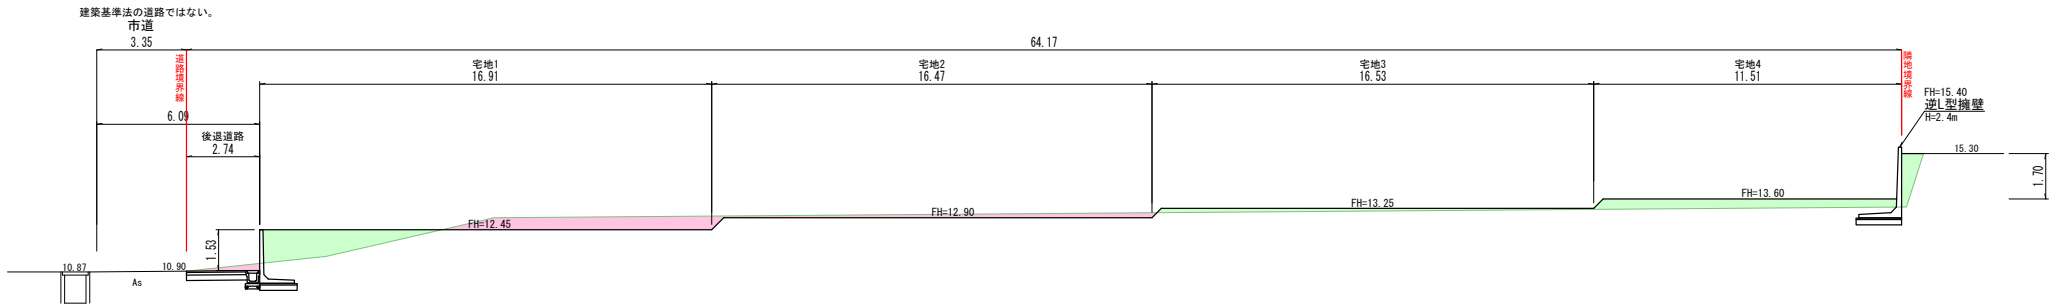 建築基準法の道路ではない。
市道
3.35
64.17
道路境界線
宅地1
16.91
宅地2
16.47
宅地3
16.53
宅地4
11.51
隣地境界線
FH=15.40
逆L型擁壁
H=2.4m
6.09
後退道路
2.74
15.30
1.70
FH=13.60
FH=13.25
FH=12.90
FH=12.45
1.53
10.87
10.90
As